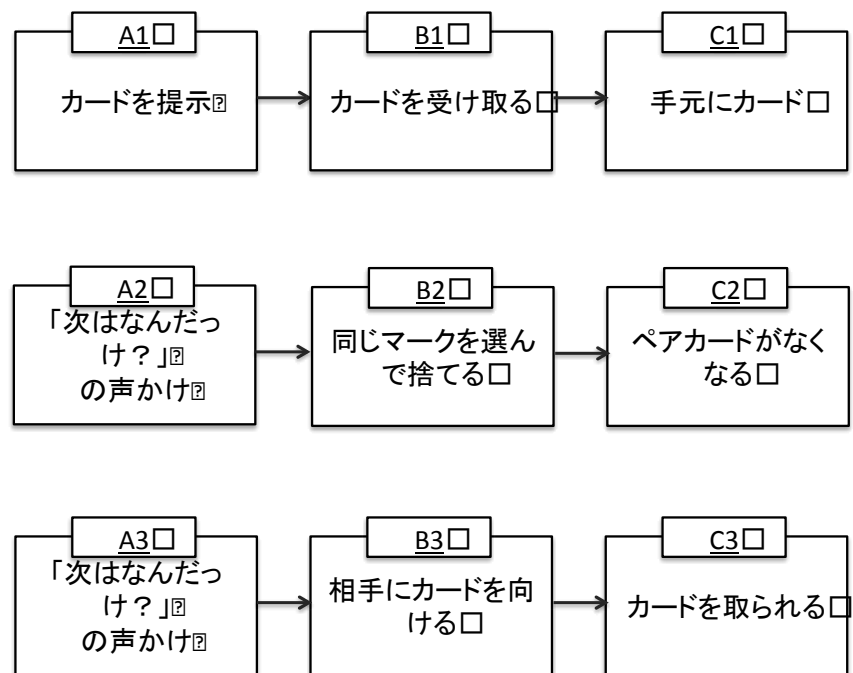 A1□
カードを提示⍰
B1□
カードを受け取る□
C1□
手元にカード□
A2□
「次はなんだっ
け？」⍰
の声かけ⍰
B2□
同じマークを選ん
で捨てる□
C2□
ペアカードがなく
なる□
A3□
「次はなんだっ
け？」⍰
の声かけ⍰
B3□
相手にカードを向
ける□
C3□
カードを取られる□